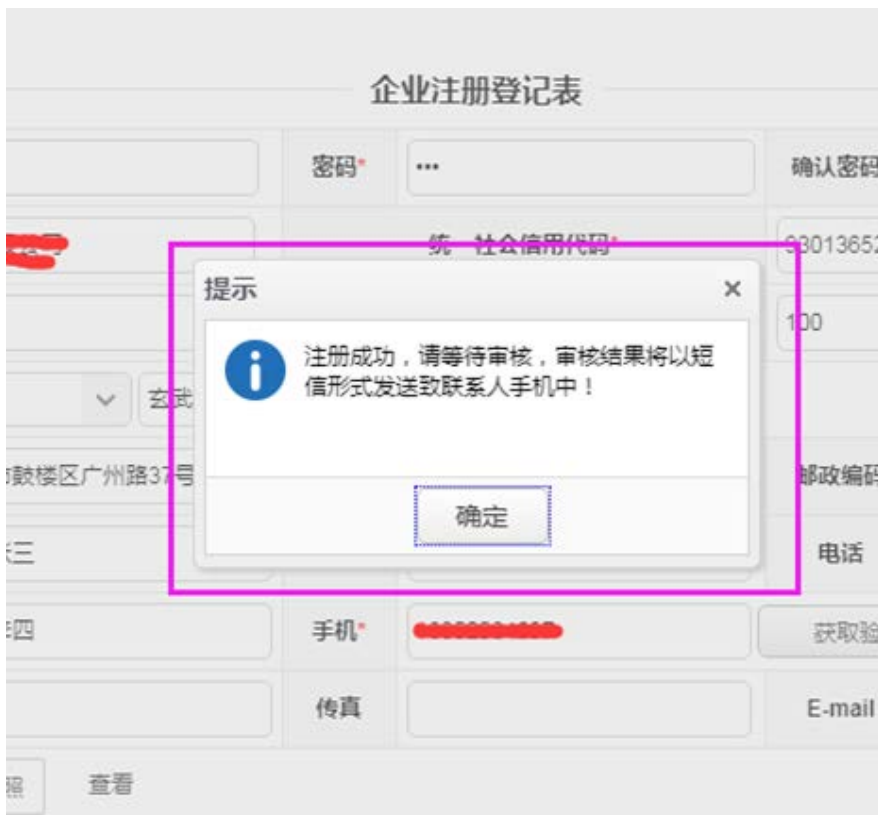 企业注册登记表
密码*
•••
确认密码
统一社会信用代码*
93013652
提示
×
100
注册成功，请等待审核，审核结果将以短
信形式发送致联系人手机中！
玄武
鼓楼区广州路37号
邮政编码
确定
三
电话
四
手机*
获取验
传真
E-mail
照
查看